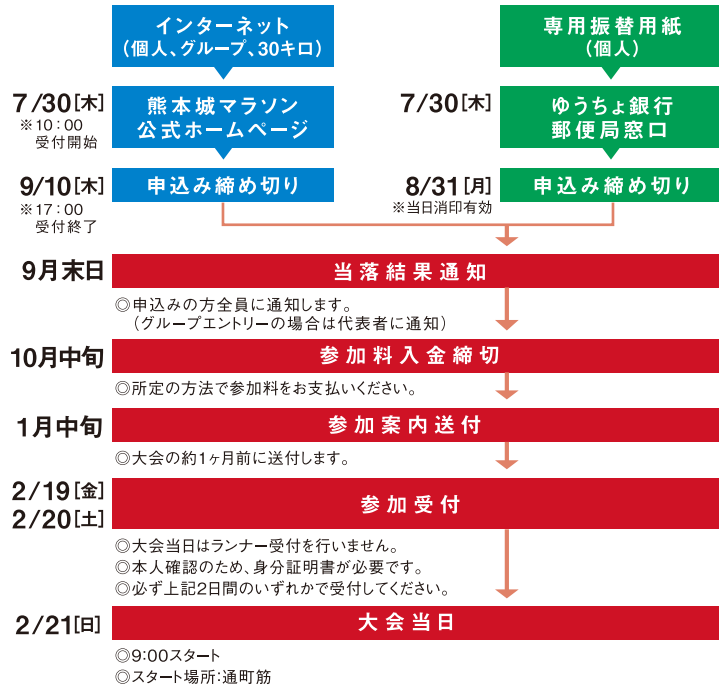 インターネット
（個人、グループ、30キロ）
7/30[木]
※10：00
受付開始
熊本城マラソン
公式ホームページ
9/10[木]
※17：00
受付終了
申込み締め切り
専用振替用紙
（個人）
7/30[木]
ゆうちょ銀行
郵便局窓口
8/31[月]
※当日消印有効
申込み締め切り
9月末日
当落結果通知
◎申込みの方全員に通知します。
（グループエントリーの場合は代表者に通知）
10月中旬
参加料入金締切
◎所定の方法で参加料をお支払いください。
1月中旬
参加案内送付
◎大会の約1ヶ月前に送付します。
2/19[金]
2/20[土]
参加受付
◎大会当日はランナー受付を行いません。
◎本人確認のため、身分証明書が必要です。
◎必ず上記2日間のいずれかで受付してください。
2/21[日]
大会当日
◎9:00スタート
◎スタート場所:通町筋